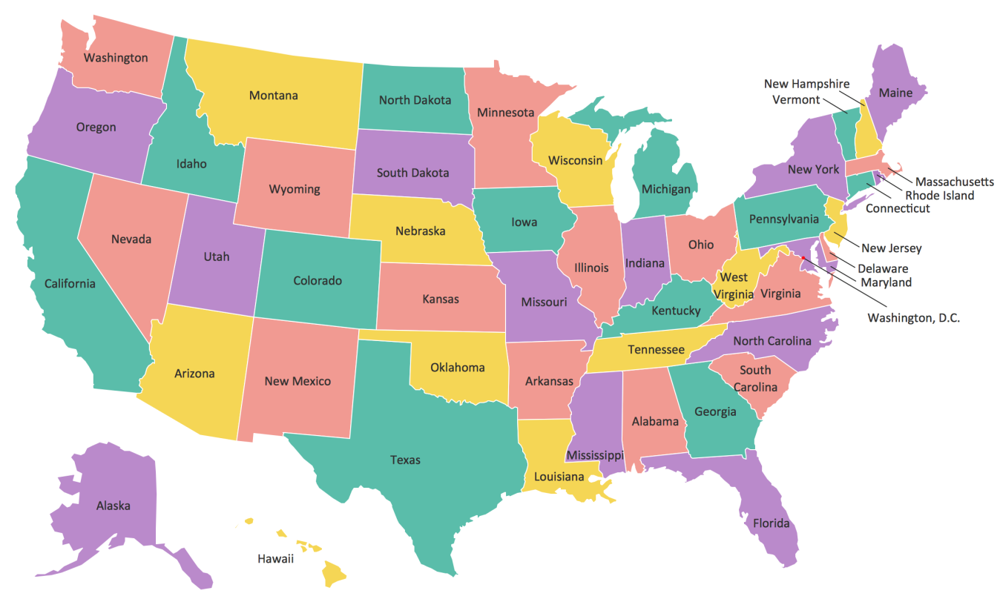 Washington
Montana
North Dakota
Minnesota
New Hampshire
Vermont
Maine
Oregon
Idaho
Wyoming
South Dakota
Wisconsin
Michigan
New York
Massachusetts
Rhode Island
Connecticut
Nevada
Utah
Nebraska
Iowa
Pennsylvania
New Jersey
California
Colorado
Kansas
Missouri
Illinois
Indiana
Ohio
West
Virginia
Virginia
Delaware
Maryland
Washington, D.C.
Kentucky
Arizona
New Mexico
Oklahoma
Arkansas
Tennessee
North Carolina
South
Carolina
Texas
Louisiana
Mississippi
Alabama
Georgia
Florida
Alaska
Hawaii